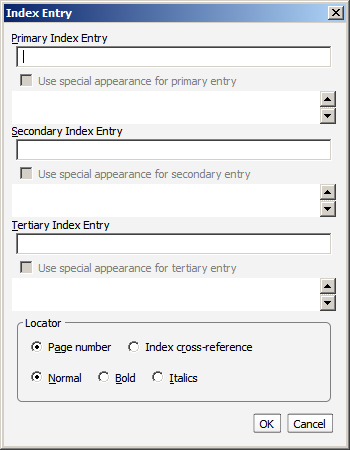 Index Entry
Primary Index Entry
Use special appearance for primary entry
Secondary Index Entry
Use special appearance for secondary entry
Tertiary Index Entry
Use special appearance for tertiary entry
Locator
Page number Index cross-reference
Normal Bold Italics
OK Cancel